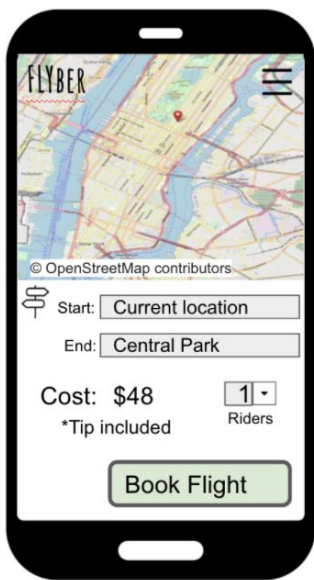 FLYBER
© OpenStreetMap contributors
Start: Current location
End: Central Park
Cost: $48
*Tip included
1
Riders
Book Flight